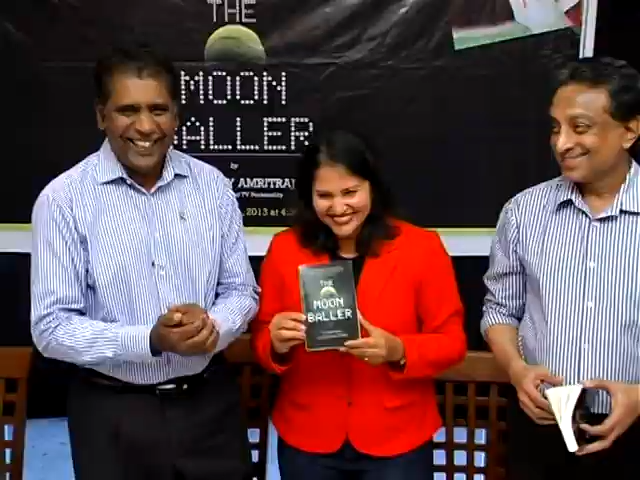 THE
MOON
BALLER
by
Y AMRITRAJ
TV Personality
, 2013 at 4:
THE
MOON
BALLER